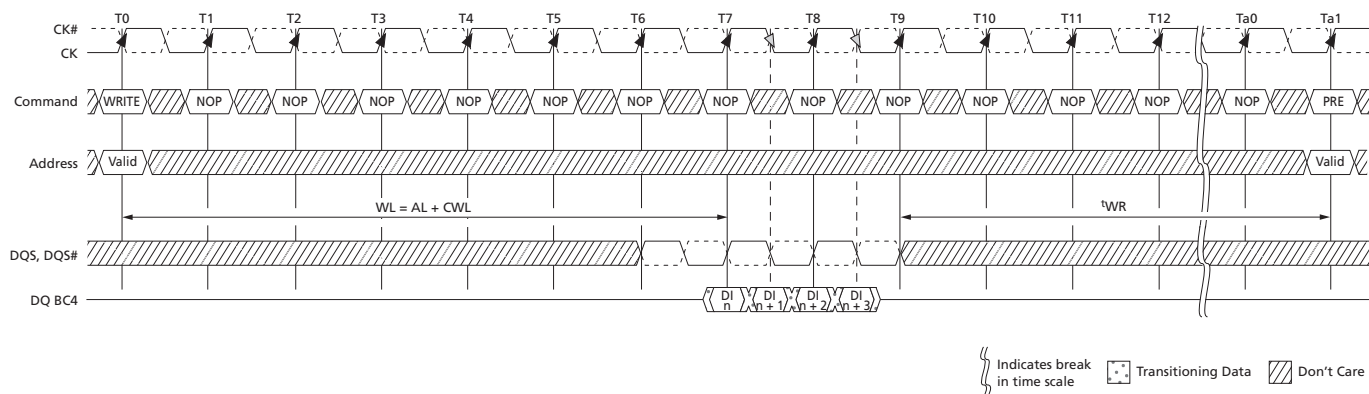 T0 T1 T2 T3 T4 T5 T6 T7 T8 T9 T10 T11 T12 Ta0 Ta1
CK#
CK
Command WRITE NOP NOP NOP NOP NOP NOP NOP NOP NOP NOP NOP NOP NOP PRE
Address Valid Valid
WL = AL + CWL tWR
DQS, DQS#
DQ BC4 DI n DI n + 1 DI n + 2 DI n + 3
Indicates break
in time scale
Transitioning Data
Don't Care